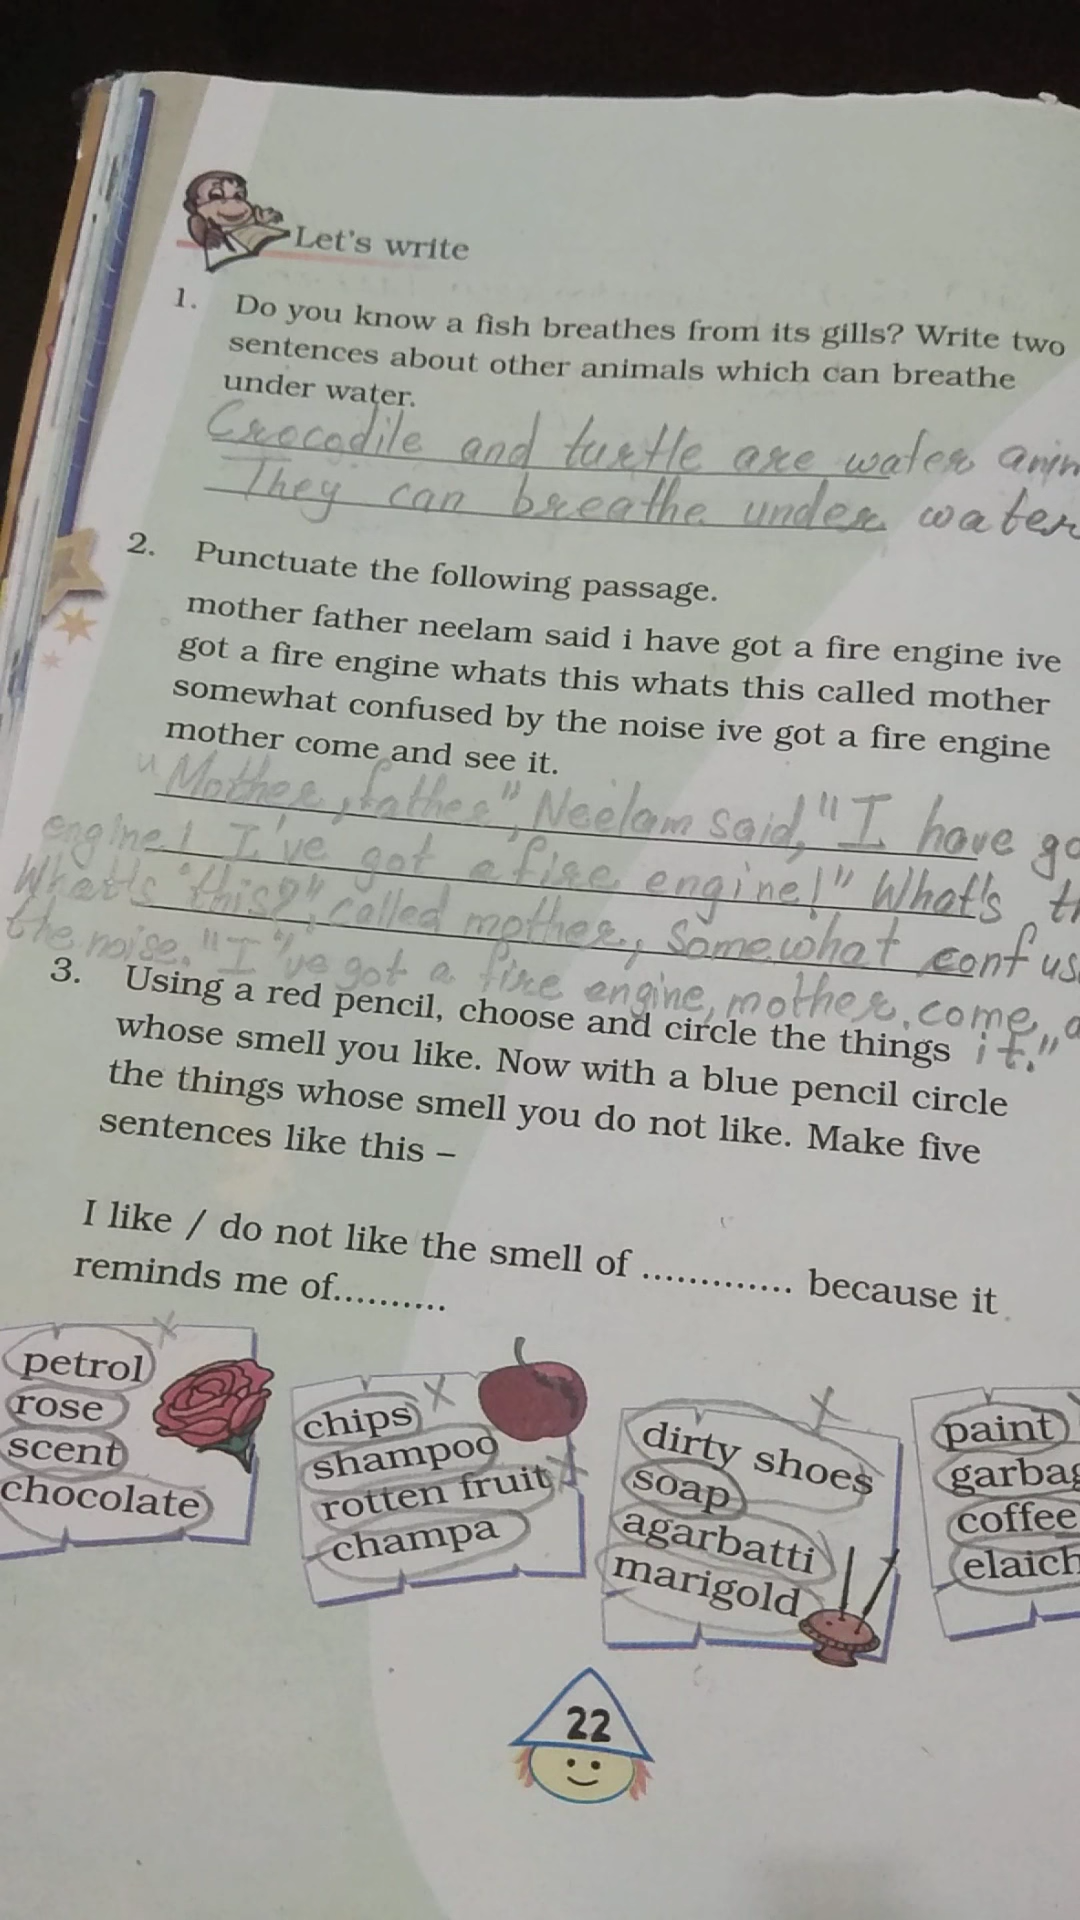 Let's write
1. Do you know a fish breathes from its gills? Write two
sentences about other animals which can breathe
under water.
Crocodile and turtle are water
They can breathe under water
2. Punctuate the following passage.
mother father neelam said i have got a fire engine ive
got a fire engine whats this whats this called mother
somewhat confused by the noise ive got a fire engine
mother come and see it.
"Mother, father", Neelam said, "I have
engine! I've got a fire engine!" What's
What's this?", called mother, somewhat
the noise. "I've got a fire engine, mother, come,
it."
3. Using a red pencil, choose and circle the things
whose smell you like. Now with a blue pencil circle
the things whose smell you do not like. Make five
sentences like this –
I like / do not like the smell of ............. because it
reminds me of..........
petrol
rose
scent
chocolate
chips
shampoo
rotten fruit
champa
dirty shoes
soap
agarbatti
marigold
paint
coffee
22